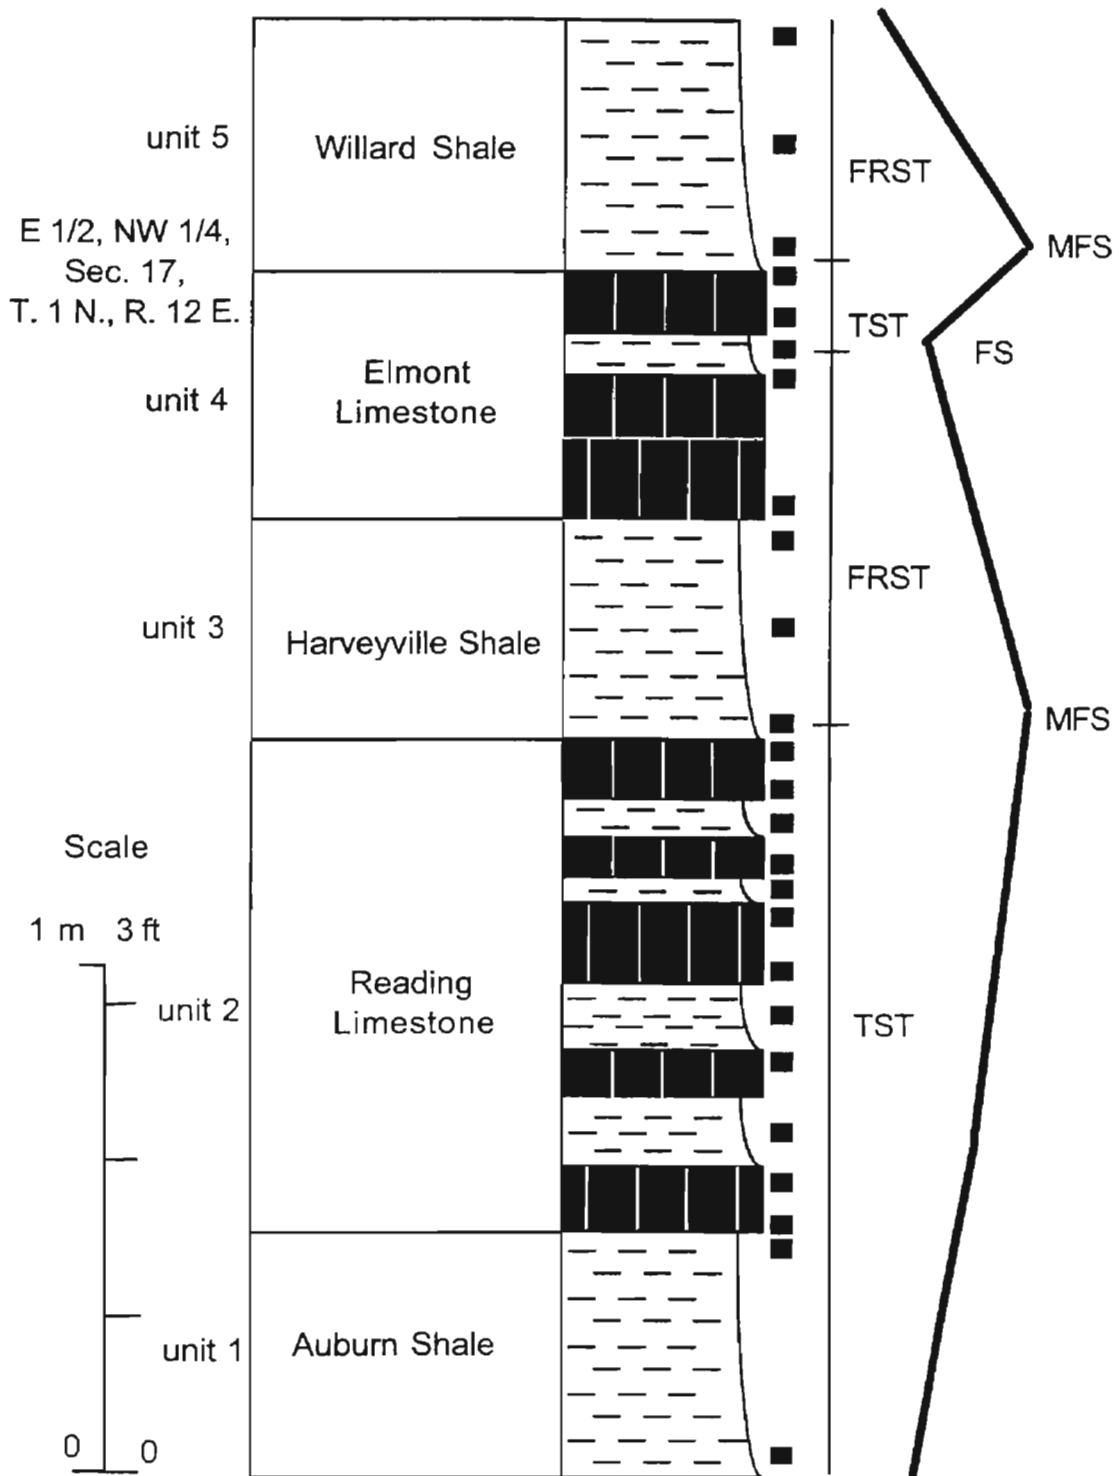 unit 5
Willard Shale
FRST
MFS
E 1/2, NW 1/4,
Sec. 17,
T. 1 N., R. 12 E.
TST
FS
unit 4
Elmont
Limestone
FRST
unit 3
Harveyville Shale
MFS
Scale
1 m 3 ft
unit 2
Reading
Limestone
TST
unit 1
Auburn Shale
0 0